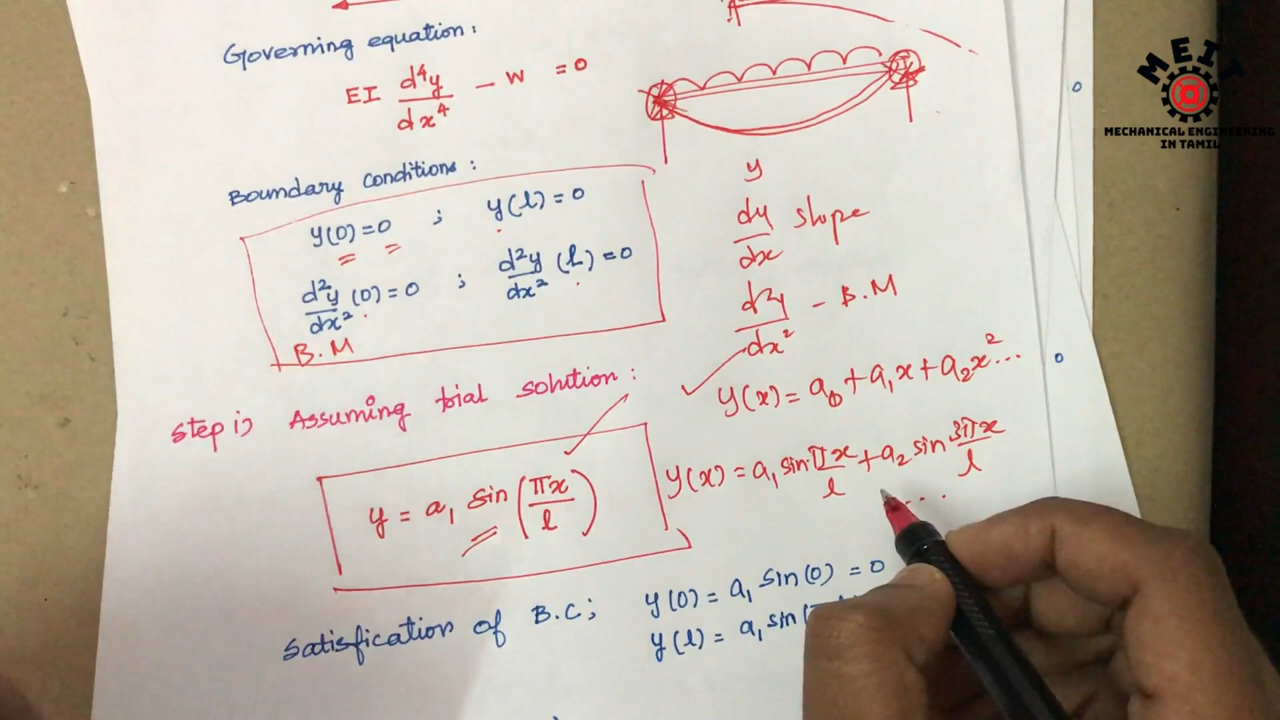 Governing equation:
EI d⁴y/dx⁴ - w = 0
Boundary conditions:
y(0)=0 ; y(l)=0
d²y/dx² (0)=0 ; d²y/dx² (l)=0
B.M
y
dy/dx slope
d²y/dx² - B.M
y(x) = a₀ + a₁x + a₂x² ...
Step i) Assuming trial solution:
y = a₁ sin (πx/l)
y(x) = a₁ sin πx/l + a₂ sin 3πx/l ....
Satisfication of B.C; y(0) = a₁ sin(0) = 0
y(l) = a₁ sin(
MEIT
MECHANICAL ENGINEERING
IN TAMIL